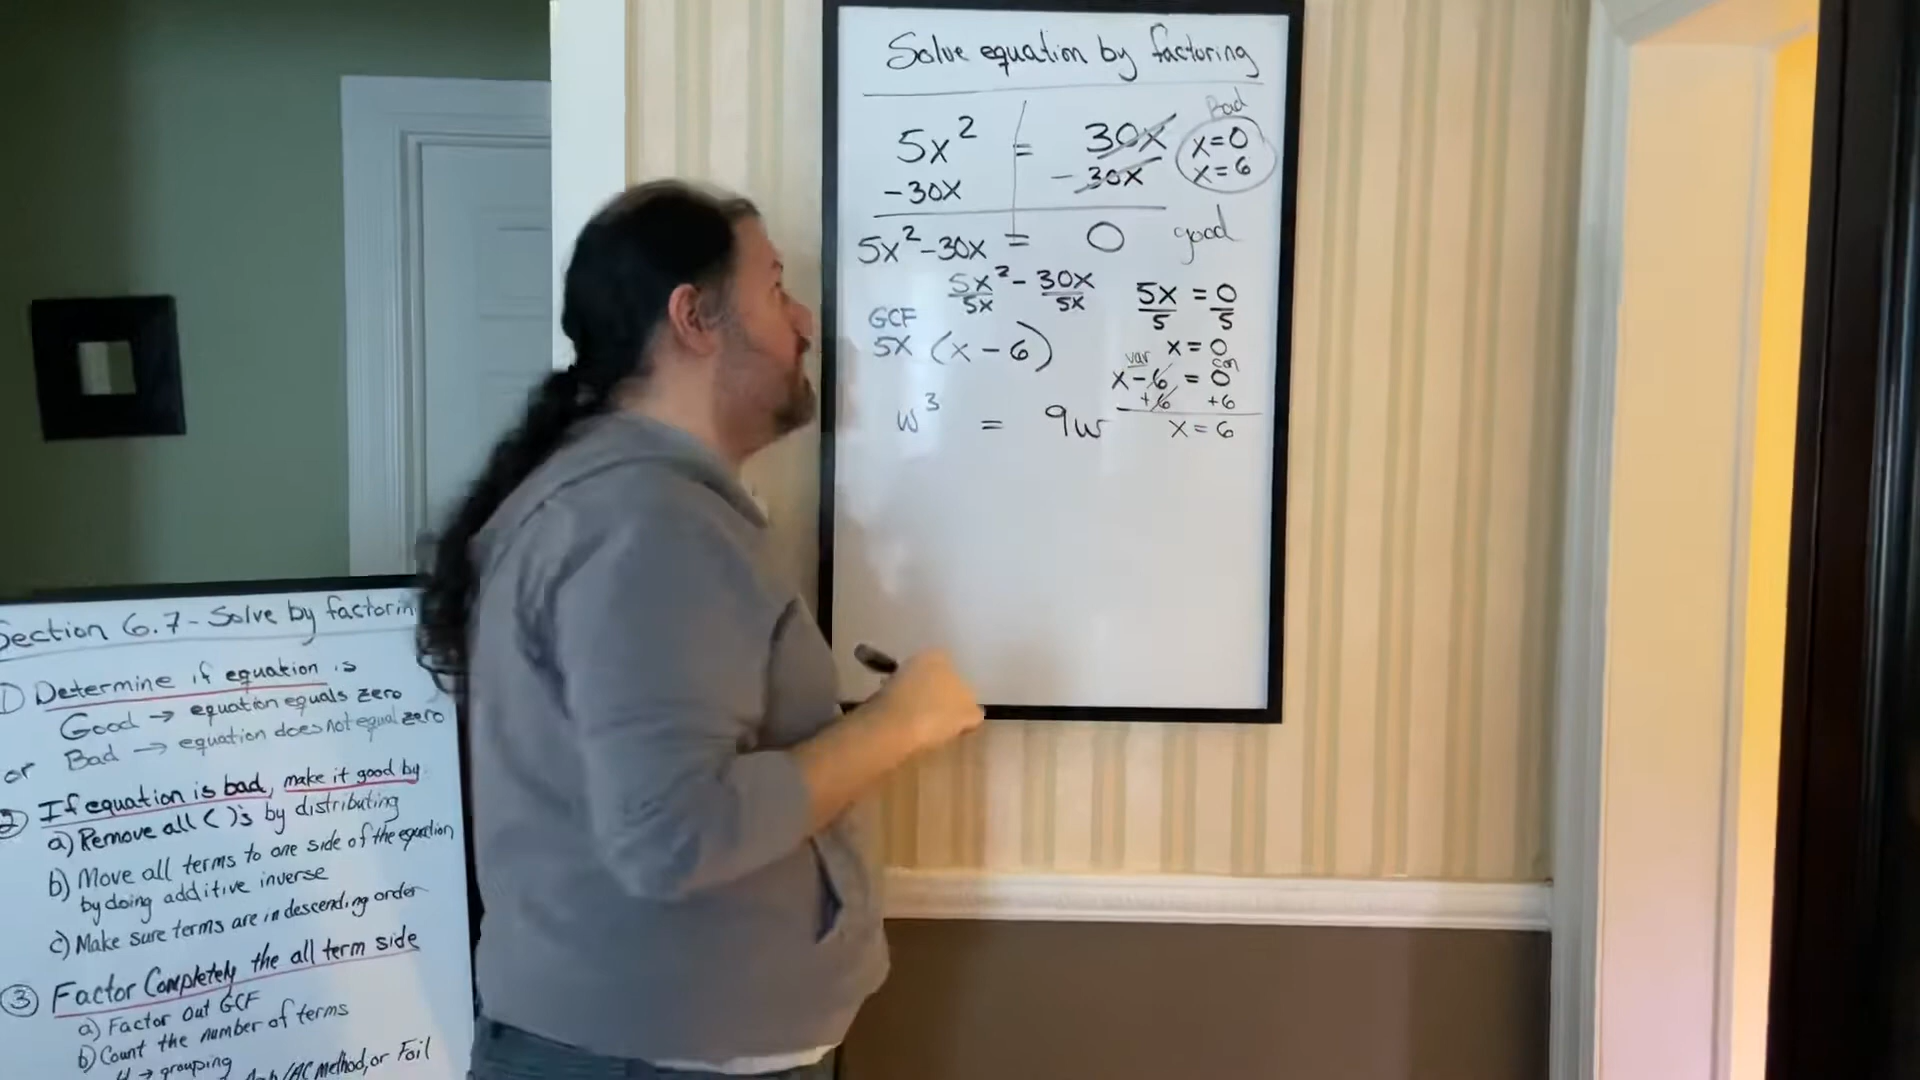 Solve equation by factoring
Bad
5x² = 30x
x=0
-30x -30x
x=6
5x²-30x = 0 good
5x²-30x
5x 5x
5x = 0
5 5
GCF
5x (x-6)
x=0
var con
x-6 = 0
+6 +6
x=6
w³ = 9w
Section 6.7-Solve by factorin
1) Determine if equation is
Good → equation equals zero
or Bad → equation does not equal zero
2 If equation is bad, make it good by
a) Remove all ( )'s by distributing
b) Move all terms to one side of the equation
by doing additive inverse
c) Make sure terms are in descending order
3 Factor Completely the all term side
a) Factor out GCF
b) Count the number of terms
4 → grouping
/AC method, or Foil